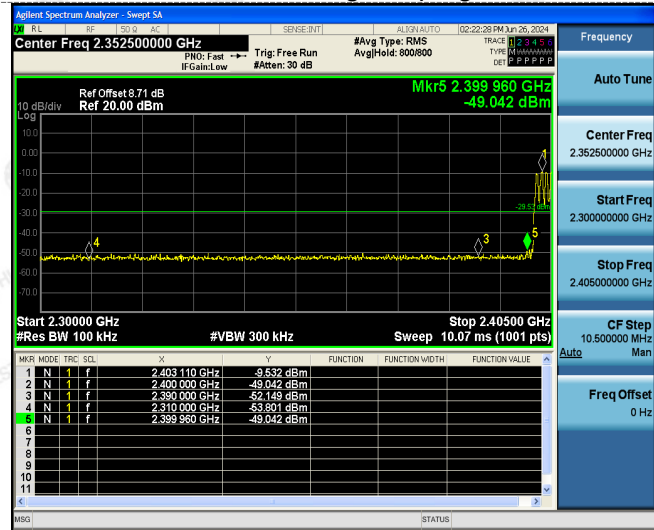 Agilent Spectrum Analyzer - Swept SA
RL RF 50 Ω AC SENSE:INT ALIGN AUTO 02:22:28 PM Jun 26, 2024
Center Freq 2.352500000 GHz
PNO: Fast
IFGain:Low
Trig: Free Run
#Atten: 30 dB
#Avg Type: RMS
Avg|Hold: 800/800
TRACE 1 2 3 4 5 6
TYPE M
DET P P P P P P
Frequency
Auto Tune
Center Freq
2.352500000 GHz
Start Freq
2.300000000 GHz
Stop Freq
2.405000000 GHz
CF Step
10.500000 MHz
Auto Man
Freq Offset
0 Hz
Mkr5 2.399 960 GHz
-49.042 dBm
Ref Offset 8.71 dB
10 dB/div Ref 20.00 dBm
Log
10.0
0.00
-10.0
-20.0
-30.0
-40.0
-50.0
-60.0
-70.0
1
-29.53 dBm
5
3
4
Start 2.30000 GHz Stop 2.40500 GHz
#Res BW 100 kHz #VBW 300 kHz Sweep 10.07 ms (1001 pts)
MKR MODE TRC SCL X Y FUNCTION FUNCTION WIDTH FUNCTION VALUE
1 N 1 f 2.403 110 GHz -9.532 dBm
2 N 1 f 2.400 000 GHz -49.042 dBm
3 N 1 f 2.390 000 GHz -52.149 dBm
4 N 1 f 2.310 000 GHz -53.801 dBm
5 N 1 f 2.399 960 GHz -49.042 dBm
6
7
8
9
10
11
MSG STATUS